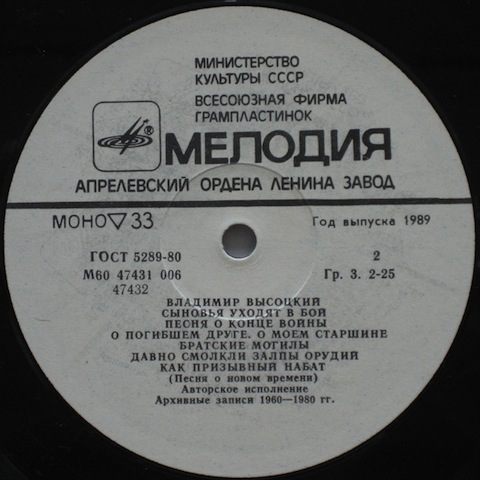 МИНИСТЕРСТВО
КУЛЬТУРЫ СССР
ВСЕСОЮЗНАЯ ФИРМА
ГРАМПЛАСТИНОК
®
МЕЛОДИЯ
АПРЕЛЕВСКИЙ ОРДЕНА ЛЕНИНА ЗАВОД
МОНО ▽ 33
Год выпуска 1989
ГОСТ 5289-80
2
М60 47431 006
Гр. 3. 2-25
47432
ВЛАДИМИР ВЫСОЦКИЙ
СЫНОВЬЯ УХОДЯТ В БОЙ
ПЕСНЯ О КОНЦЕ ВОЙНЫ
О ПОГИБШЕМ ДРУГЕ. О МОЕМ СТАРШИНЕ
БРАТСКИЕ МОГИЛЫ
ДАВНО СМОЛКЛИ ЗАЛПЫ ОРУДИЙ
КАК ПРИЗЫВНЫЙ НАБАТ
(Песня о новом времени)
Авторское исполнение
Архивные записи 1960—1980 гг.